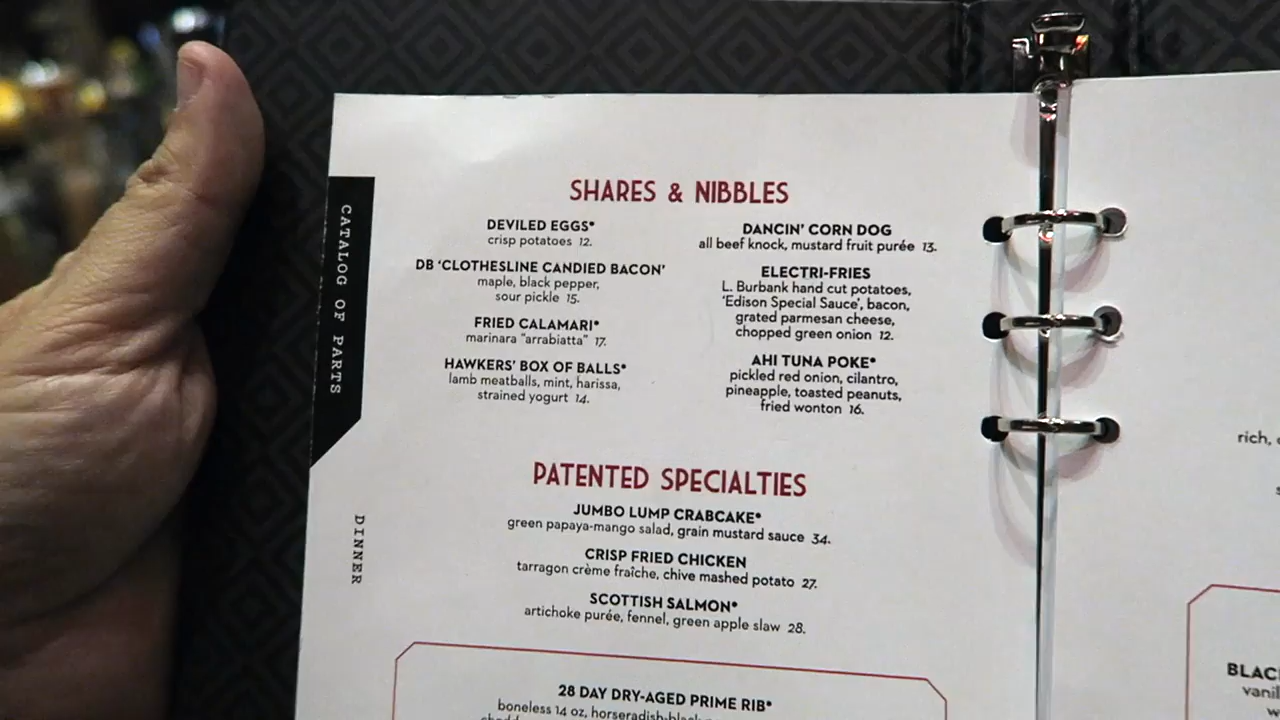 CATALOG OF PARTS
DINNER
SHARES & NIBBLES
DEVILED EGGS*
crisp potatoes 12.
DB ‘CLOTHESLINE CANDIED BACON’
maple, black pepper,
sour pickle 15.
FRIED CALAMARI*
marinara "arrabiatta" 17.
HAWKERS’ BOX OF BALLS*
lamb meatballs, mint, harissa,
strained yogurt 14.
DANCIN’ CORN DOG
all beef knock, mustard fruit purée 13.
ELECTRI-FRIES
L. Burbank hand cut potatoes,
‘Edison Special Sauce’, bacon,
grated parmesan cheese,
chopped green onion 12.
AHI TUNA POKE*
pickled red onion, cilantro,
pineapple, toasted peanuts,
fried wonton 16.
PATENTED SPECIALTIES
JUMBO LUMP CRABCAKE*
green papaya-mango salad, grain mustard sauce 34.
CRISP FRIED CHICKEN
tarragon crème fraîche, chive mashed potato 27.
SCOTTISH SALMON*
artichoke purée, fennel, green apple slaw 28.
28 DAY DRY-AGED PRIME RIB*
boneless 14 oz, horseradish-black
rich,